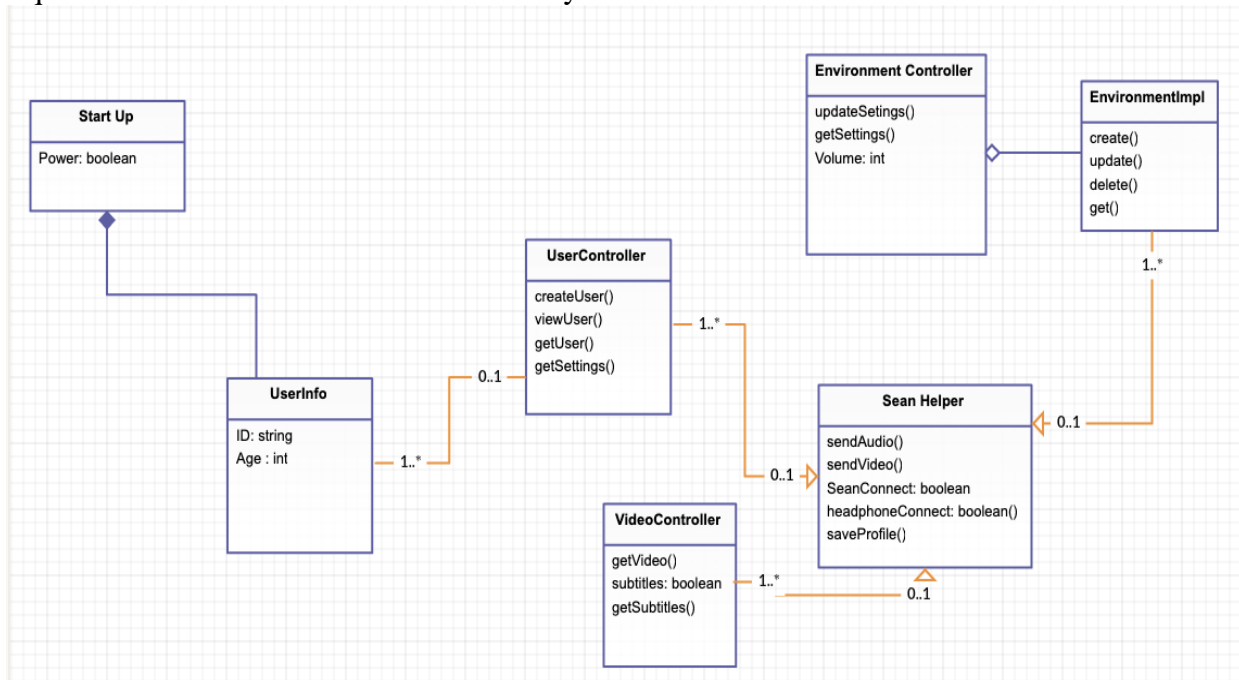 Start Up
Power: boolean
Environment Controller
updateSetings()
getSettings()
Volume: int
EnvironmentImpl
create()
update()
delete()
get()
1..*
0..1
UserController
createUser()
viewUser()
getUser()
getSettings()
1..*
0..1
UserInfo
ID: string
Age : int
1..*
0..1
Sean Helper
sendAudio()
sendVideo()
SeanConnect: boolean
headphoneConnect: boolean()
saveProfile()
VideoController
getVideo()
subtitles: boolean
getSubtitles()
1..*
0..1